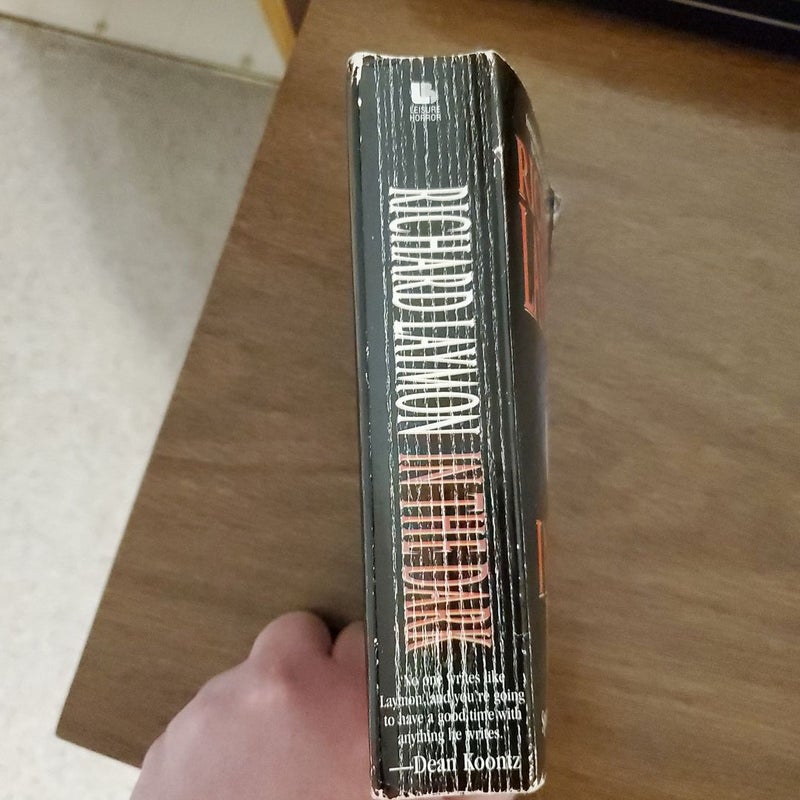 LB
LEISURE
HORROR
RICHARD LAYMON IN THE DARK
No one writes like
Laymon, and you're going
to have a good time with
anything he writes.
—Dean Koontz